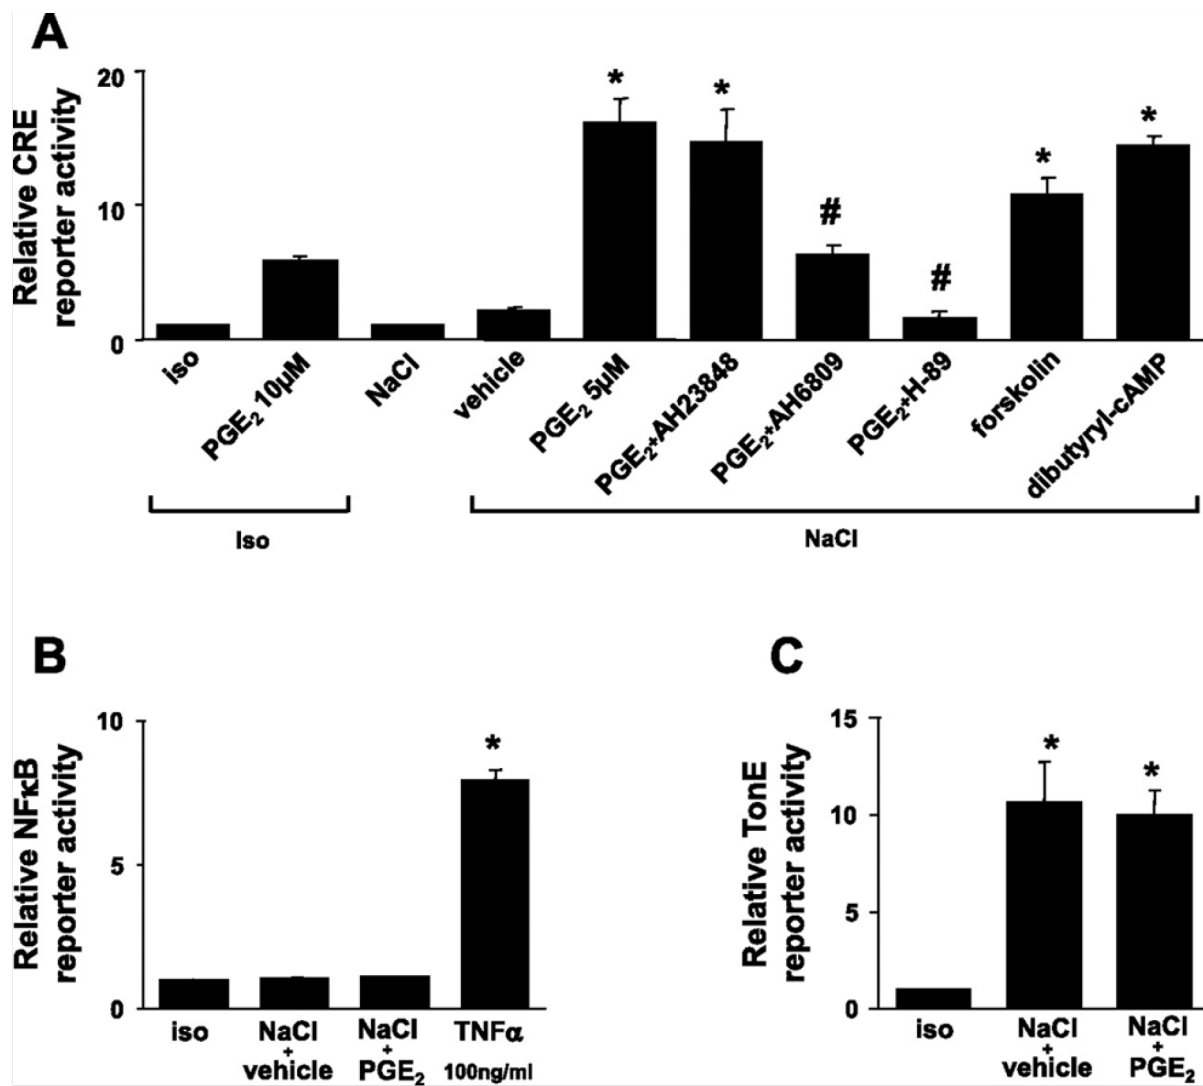 A
Relative CRE
reporter activity
20
10
0
*
*
#
#
*
*
iso
PGE₂ 10µM
NaCl
vehicle
PGE₂ 5µM
PGE₂+AH23848
PGE₂+AH6809
PGE₂+H-89
forskolin
dibutyryl-cAMP
Iso
NaCl
B
Relative NFκB
reporter activity
10
5
0
*
iso
NaCl
+
vehicle
NaCl
+
PGE₂
TNFα
100ng/ml
C
Relative TonE
reporter activity
15
10
5
0
*
*
iso
NaCl
+
vehicle
NaCl
+
PGE₂